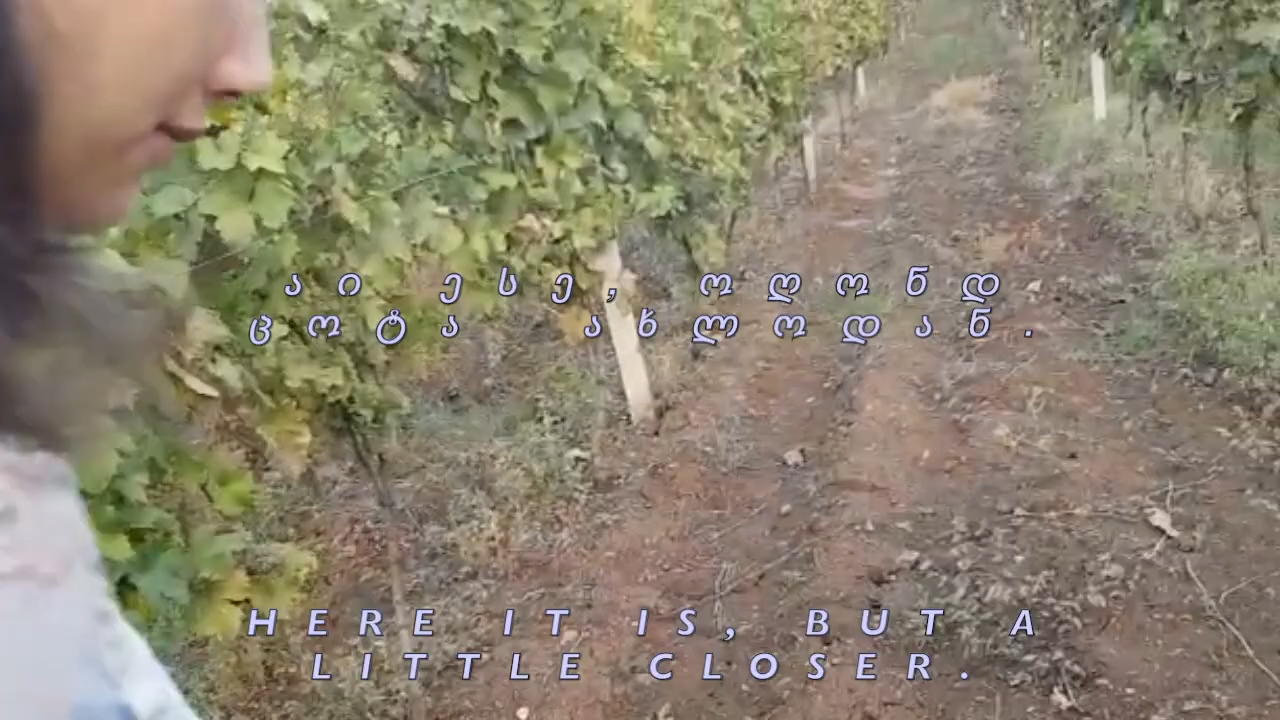 აი ესე, ოღონდ
ცოტა ახლოდან.
HERE IT IS, BUT A
LITTLE CLOSER.